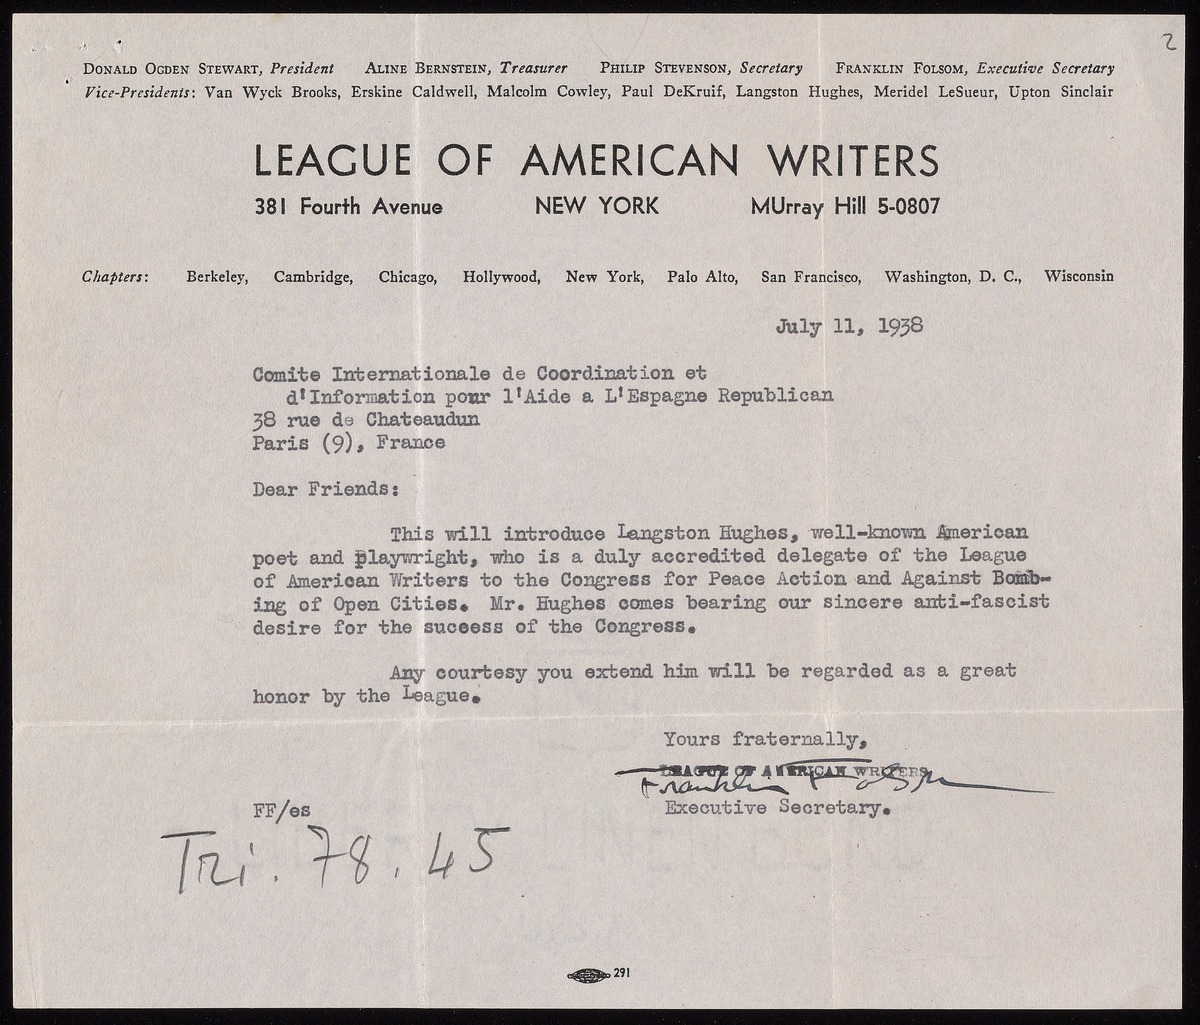 2
Donald Ogden Stewart, President Aline Bernstein, Treasurer Philip Stevenson, Secretary Franklin Folsom, Executive Secretary
Vice-Presidents: Van Wyck Brooks, Erskine Caldwell, Malcolm Cowley, Paul DeKruif, Langston Hughes, Meridel LeSueur, Upton Sinclair
LEAGUE OF AMERICAN WRITERS
381 Fourth Avenue NEW YORK MUrray Hill 5-0807
Chapters: Berkeley, Cambridge, Chicago, Hollywood, New York, Palo Alto, San Francisco, Washington, D. C., Wisconsin
July 11, 1938
Comite Internationale de Coordination et
d'Information pour l'Aide a L'Espagne Republican
38 rue de Chateaudun
Paris (9), France
Dear Friends:
This will introduce Langston Hughes, well-known American
poet and playwright, who is a duly accredited delegate of the League
of American Writers to the Congress for Peace Action and Against Bomb-
ing of Open Cities. Mr. Hughes comes bearing our sincere anti-fascist
desire for the success of the Congress.
Any courtesy you extend him will be regarded as a great
honor by the League.
Yours fraternally,
LEAGUE OF AMERICAN WRITERS
Franklin Folsom
Executive Secretary.
FF/es
Tri. 78.45
291